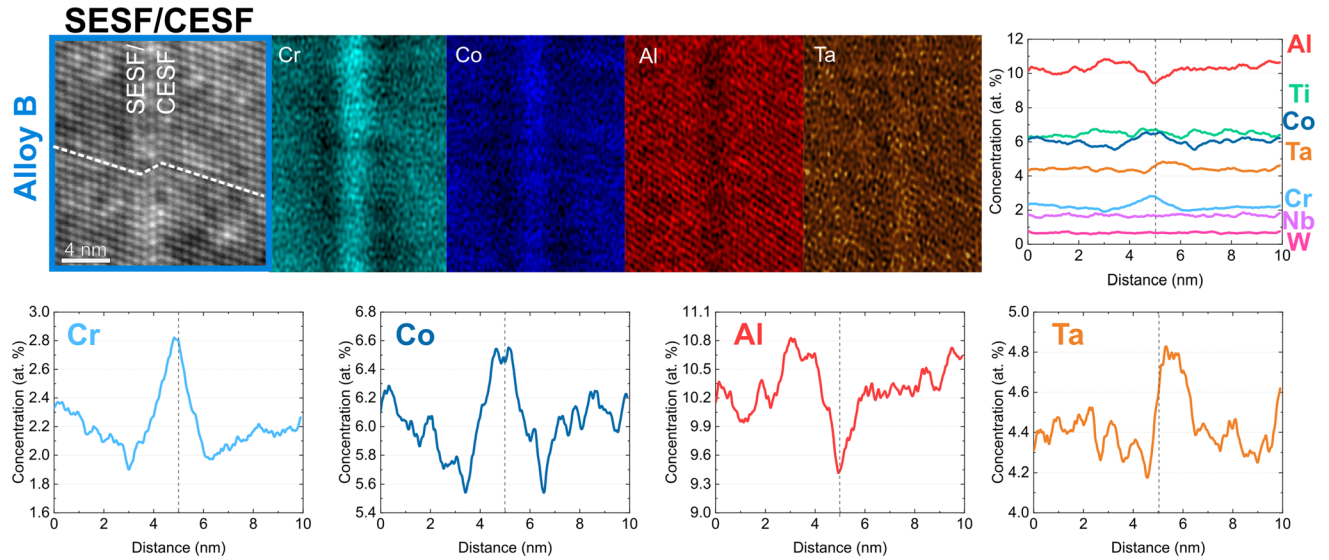 SESF/CESF
Alloy B
SESF/
CESF
4 nm
Cr
Co
Al
Ta
Concentration (at. %)
12
10
8
6
4
2
0
0 2 4 6 8 10
Distance (nm)
Al
Ti
Co
Ta
Cr
Nb
W
Cr
Concentration (at. %)
3.0
2.8
2.6
2.4
2.2
2.0
1.8
1.6
0 2 4 6 8 10
Distance (nm)
Co
Concentration (at. %)
6.8
6.6
6.4
6.2
6.0
5.8
5.6
5.4
0 2 4 6 8 10
Distance (nm)
Al
Concentration (at. %)
11.1
10.8
10.5
10.2
9.9
9.6
9.3
9.0
0 2 4 6 8 10
Distance (nm)
Ta
Concentration (at. %)
5.0
4.8
4.6
4.4
4.2
4.0
0 2 4 6 8 10
Distance (nm)